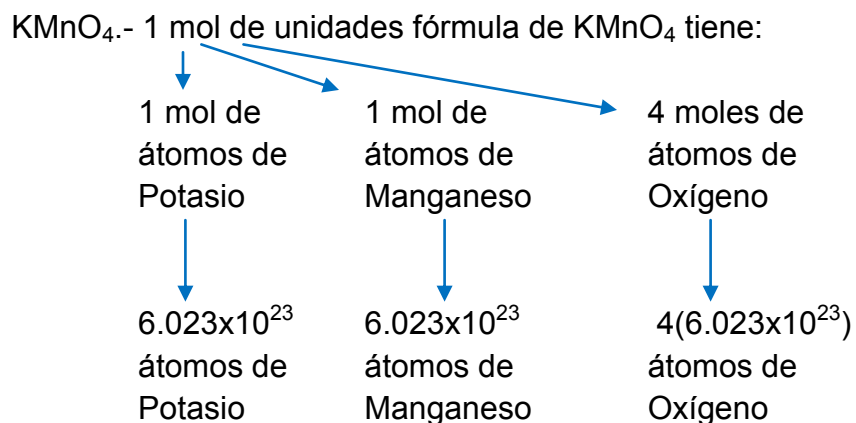 KMnO₄.- 1 mol de unidades fórmula de KMnO₄ tiene:
1 mol de 1 mol de 4 moles de
átomos de átomos de átomos de
Potasio Manganeso Oxígeno
6.023x10²³ 6.023x10²³ 4(6.023x10²³)
átomos de átomos de átomos de
Potasio Manganeso Oxígeno